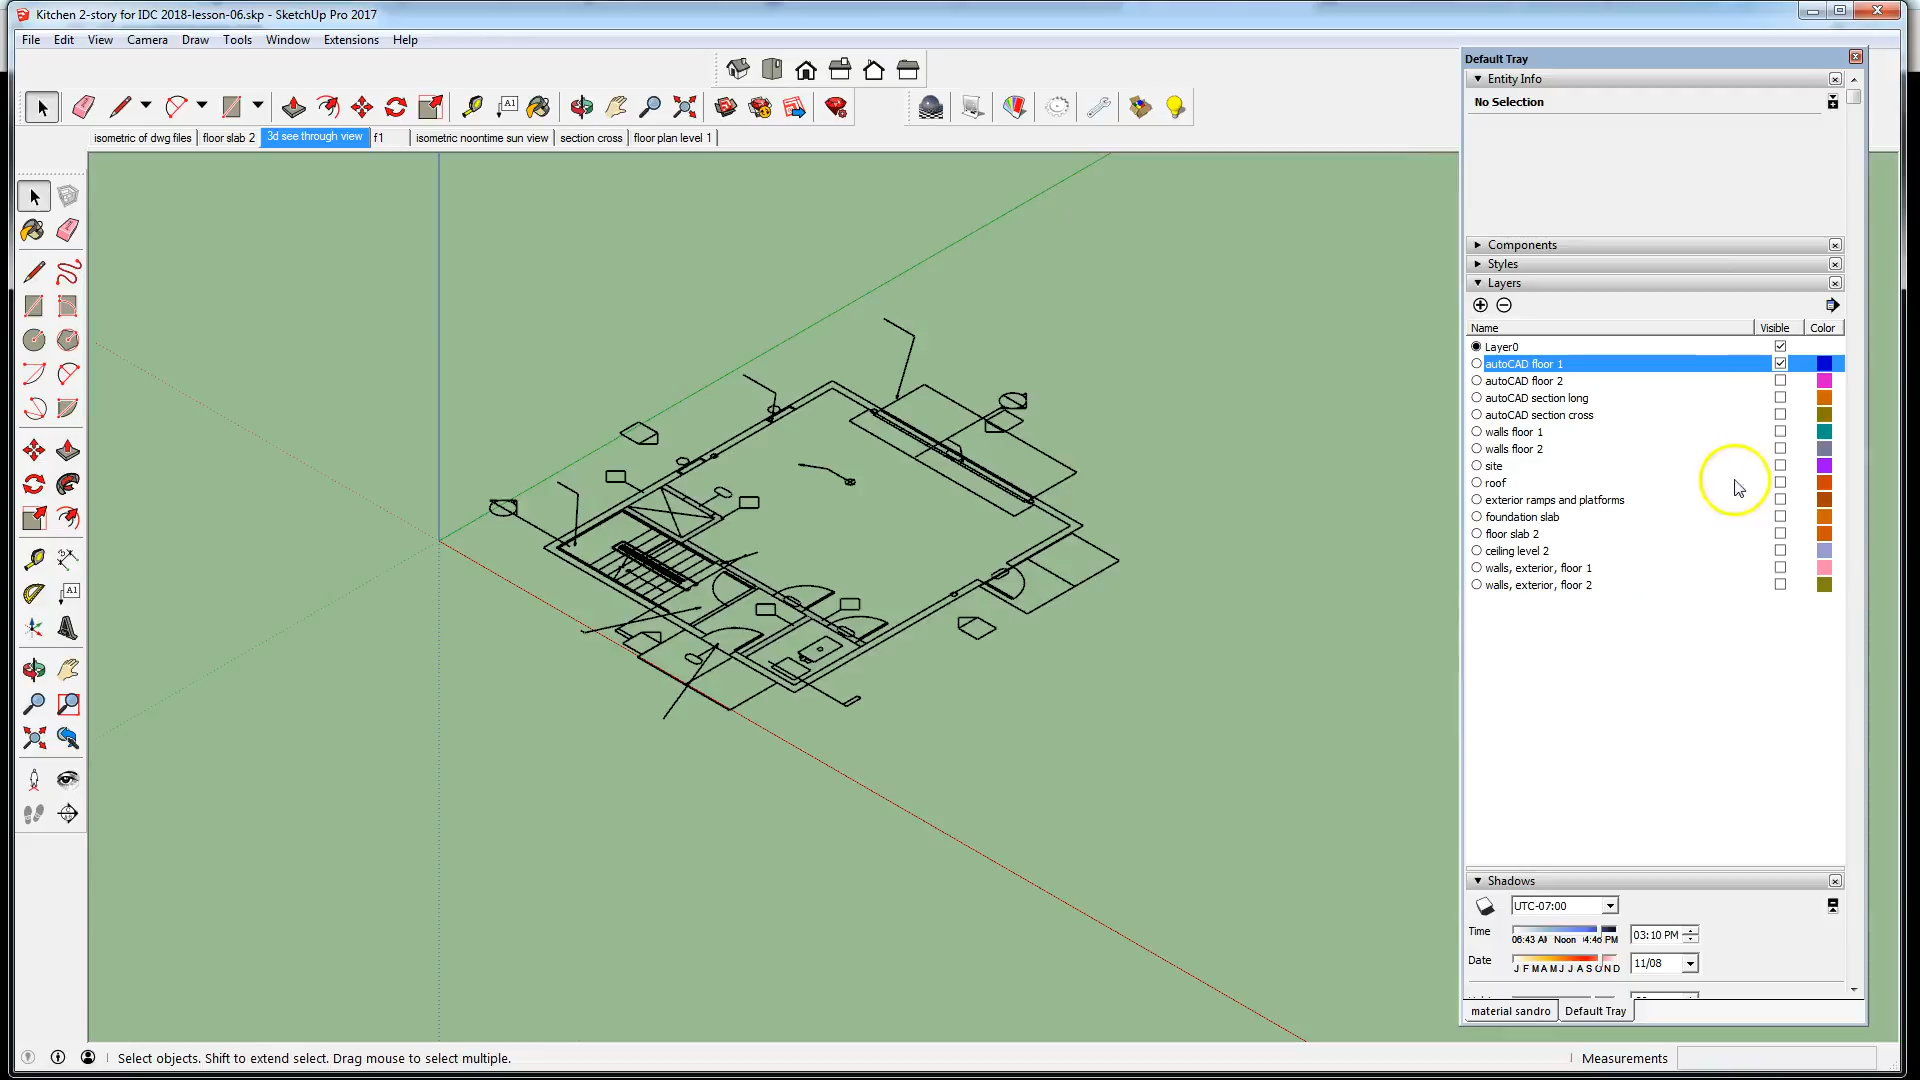 Kitchen 2-story for IDC 2018-lesson-06.skp - SketchUp Pro 2017
File Edit View Camera Draw Tools Window Extensions Help
Default Tray
Entity Info
No Selection
A1
isometric of dwg files floor slab 2 3d see through view f1 isometric noontime sun view section cross floor plan level 1
Components
Styles
Layers
Name Visible Color
Layer0
autoCAD floor 1
autoCAD floor 2
autoCAD section long
autoCAD section cross
walls floor 1
walls floor 2
site
roof
exterior ramps and platforms
foundation slab
floor slab 2
ceiling level 2
walls, exterior, floor 1
walls, exterior, floor 2
A1
Shadows
UTC-07:00
Time 06:43 AM Noon 4:46 PM 03:10 PM
Date J F M A M J J A S O N D 11/08
material sandro Default Tray
Select objects. Shift to extend select. Drag mouse to select multiple. Measurements